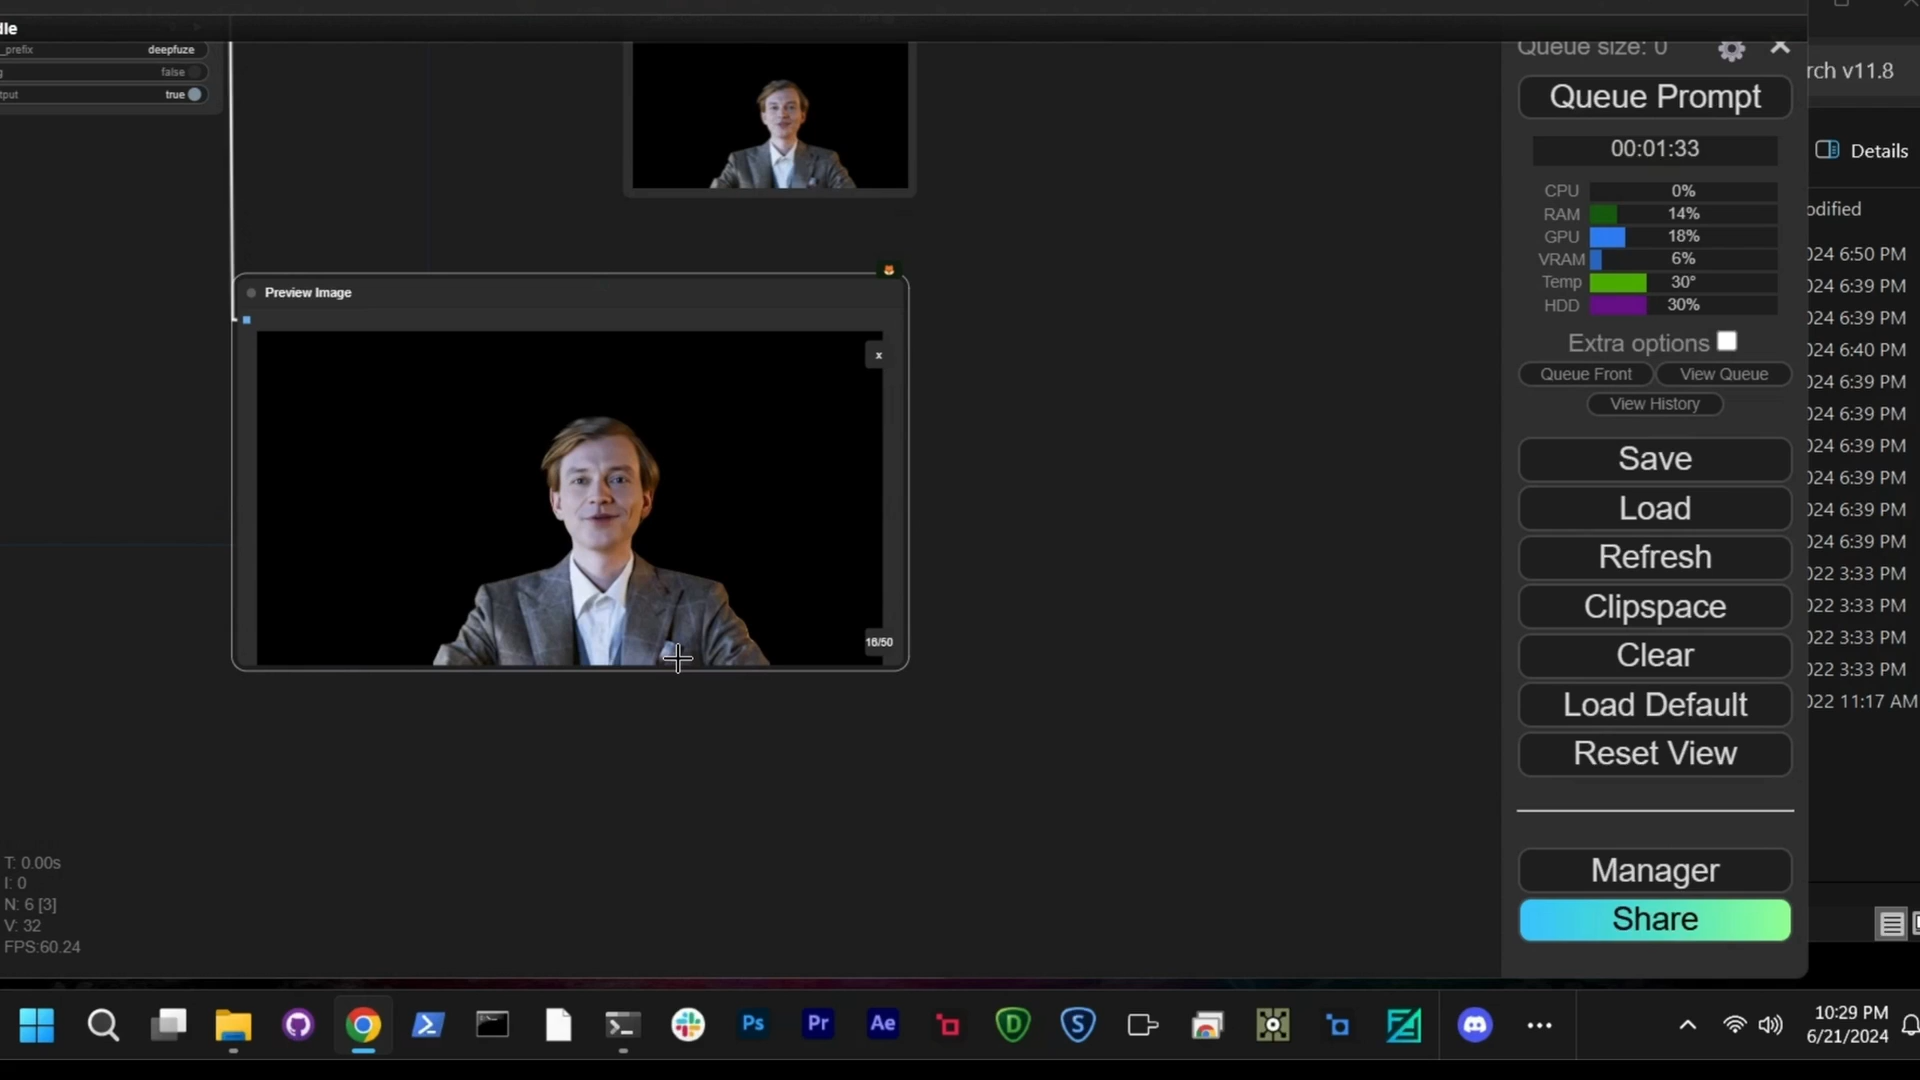 dle
_prefix deepfuze
g false
tput true
Preview Image
x
16/50
T: 0.00s
I: 0
N: 6 [3]
V: 32
FPS:60.24
Queue size: 0
Queue Prompt
00:01:33
CPU 0%
RAM 14%
GPU 18%
VRAM 6%
Temp 30°
HDD 30%
Extra options
Queue Front View Queue
View History
Save
Load
Refresh
Clipspace
Clear
Load Default
Reset View
Manager
Share
rch v11.8
Details
odified
024 6:50 PM
024 6:39 PM
024 6:39 PM
024 6:40 PM
024 6:39 PM
024 6:39 PM
024 6:39 PM
024 6:39 PM
024 6:39 PM
024 6:39 PM
022 3:33 PM
022 3:33 PM
022 3:33 PM
022 3:33 PM
022 11:17 AM
Ps Pr Ae D S
10:29 PM
6/21/2024